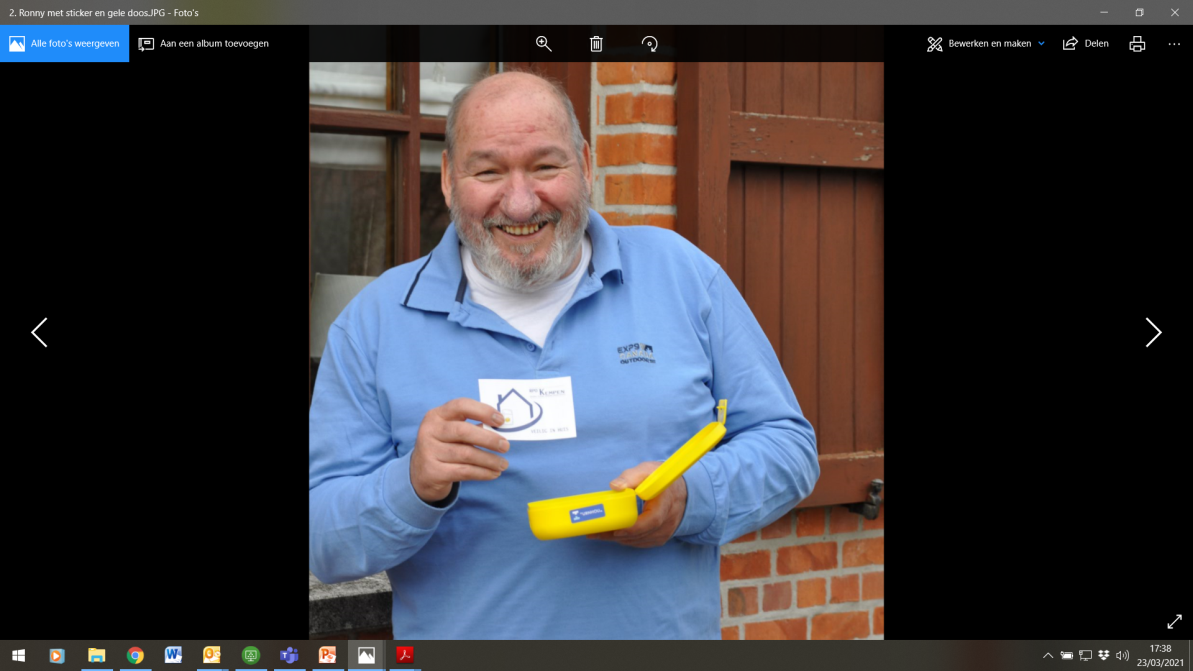 2. Ronny met sticker en gele doos.JPG - Foto's
Alle foto's weergeven
Aan een album toevoegen
Bewerken en maken
Delen
OUTDOOR
17:38
23/03/2021